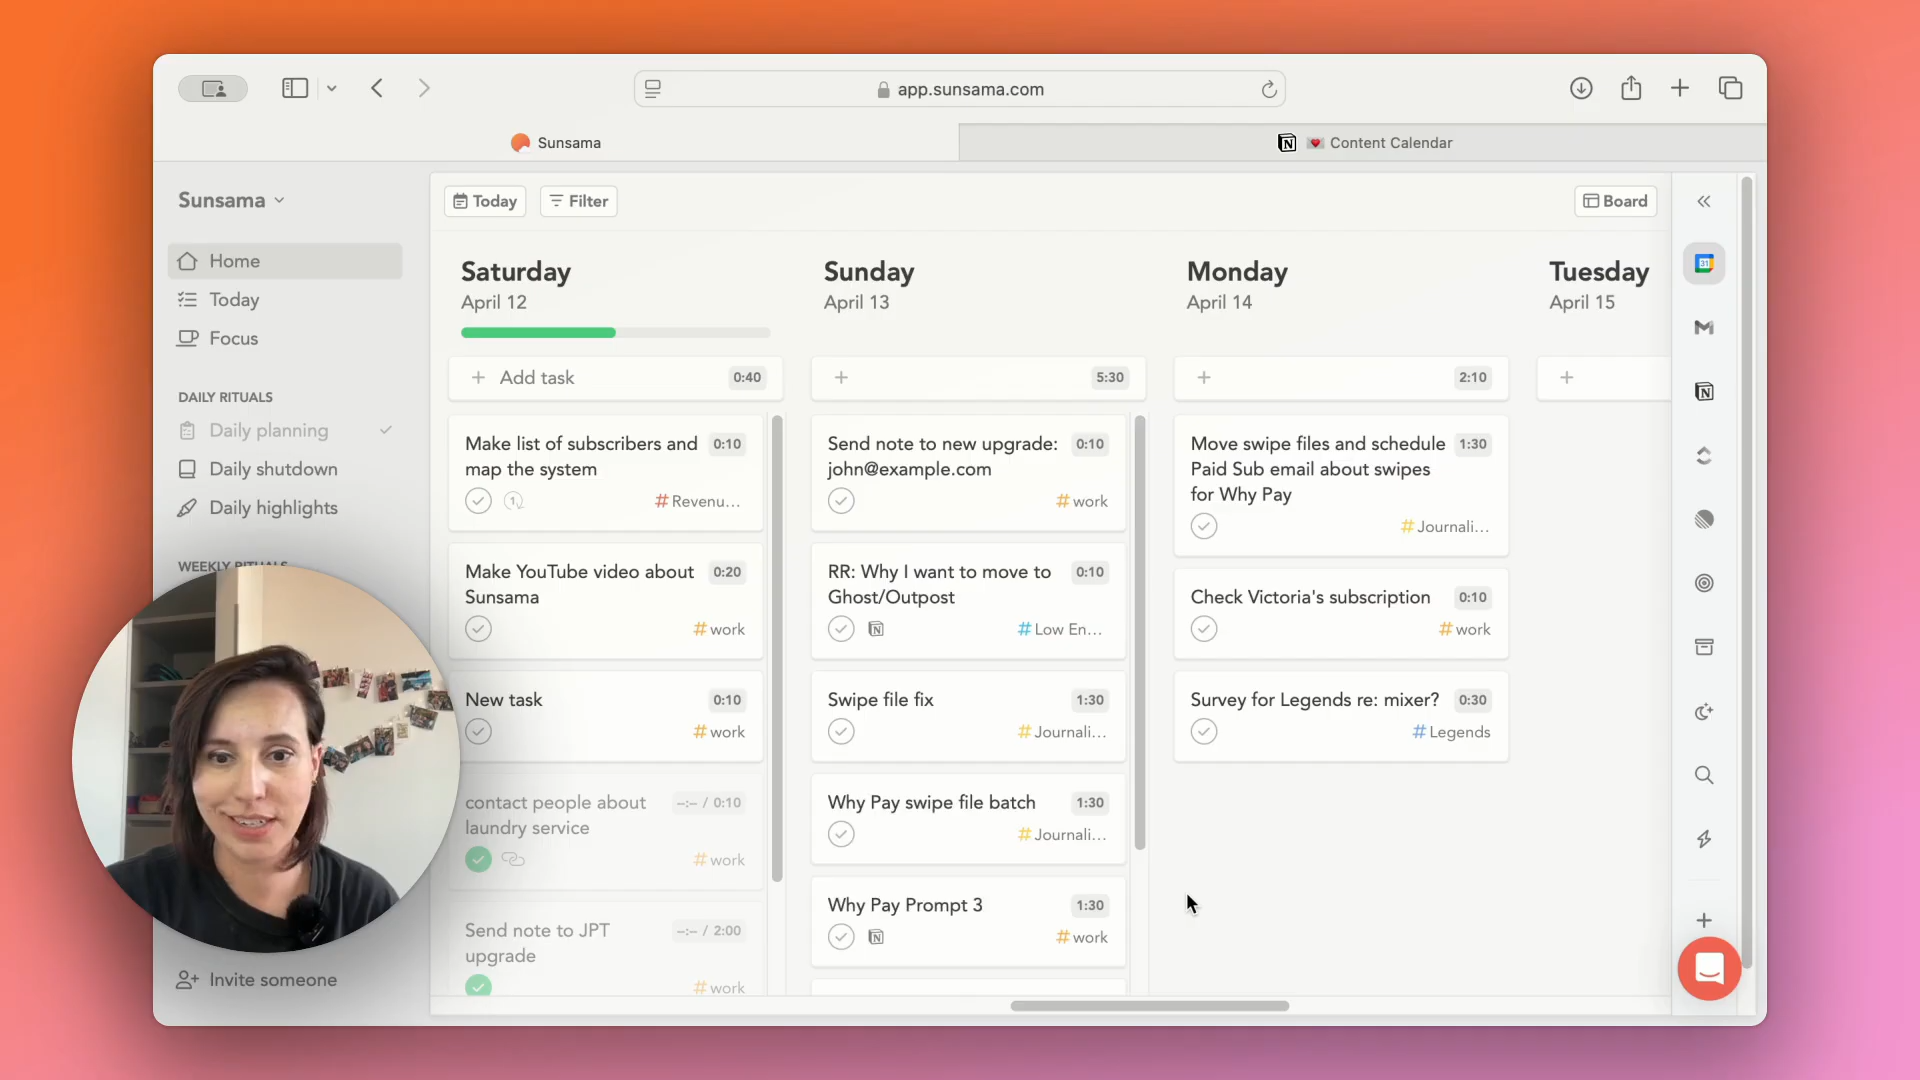 app.sunsama.com
Sunsama
Content Calendar
Sunsama
Home
Today
Focus
DAILY RITUALS
Daily planning
Daily shutdown
Daily highlights
WEEKLY RITUALS
Invite someone
Today
Filter
Board
Saturday
April 12
Add task
0:40
Make list of subscribers and
map the system
0:10
1
# Revenu...
Make YouTube video about
Sunsama
0:20
# work
New task
0:10
# work
contact people about
laundry service
--:-- / 0:10
# work
Send note to JPT
upgrade
--:-- / 2:00
# work
Sunday
April 13
5:30
Send note to new upgrade:
john@example.com
0:10
# work
RR: Why I want to move to
Ghost/Outpost
0:10
# Low En...
Swipe file fix
1:30
# Journali...
Why Pay swipe file batch
1:30
# Journali...
Why Pay Prompt 3
1:30
# work
Monday
April 14
2:10
Move swipe files and schedule
Paid Sub email about swipes
for Why Pay
1:30
# Journali...
Check Victoria's subscription
0:10
# work
Survey for Legends re: mixer?
0:30
# Legends
Tuesday
April 15
31